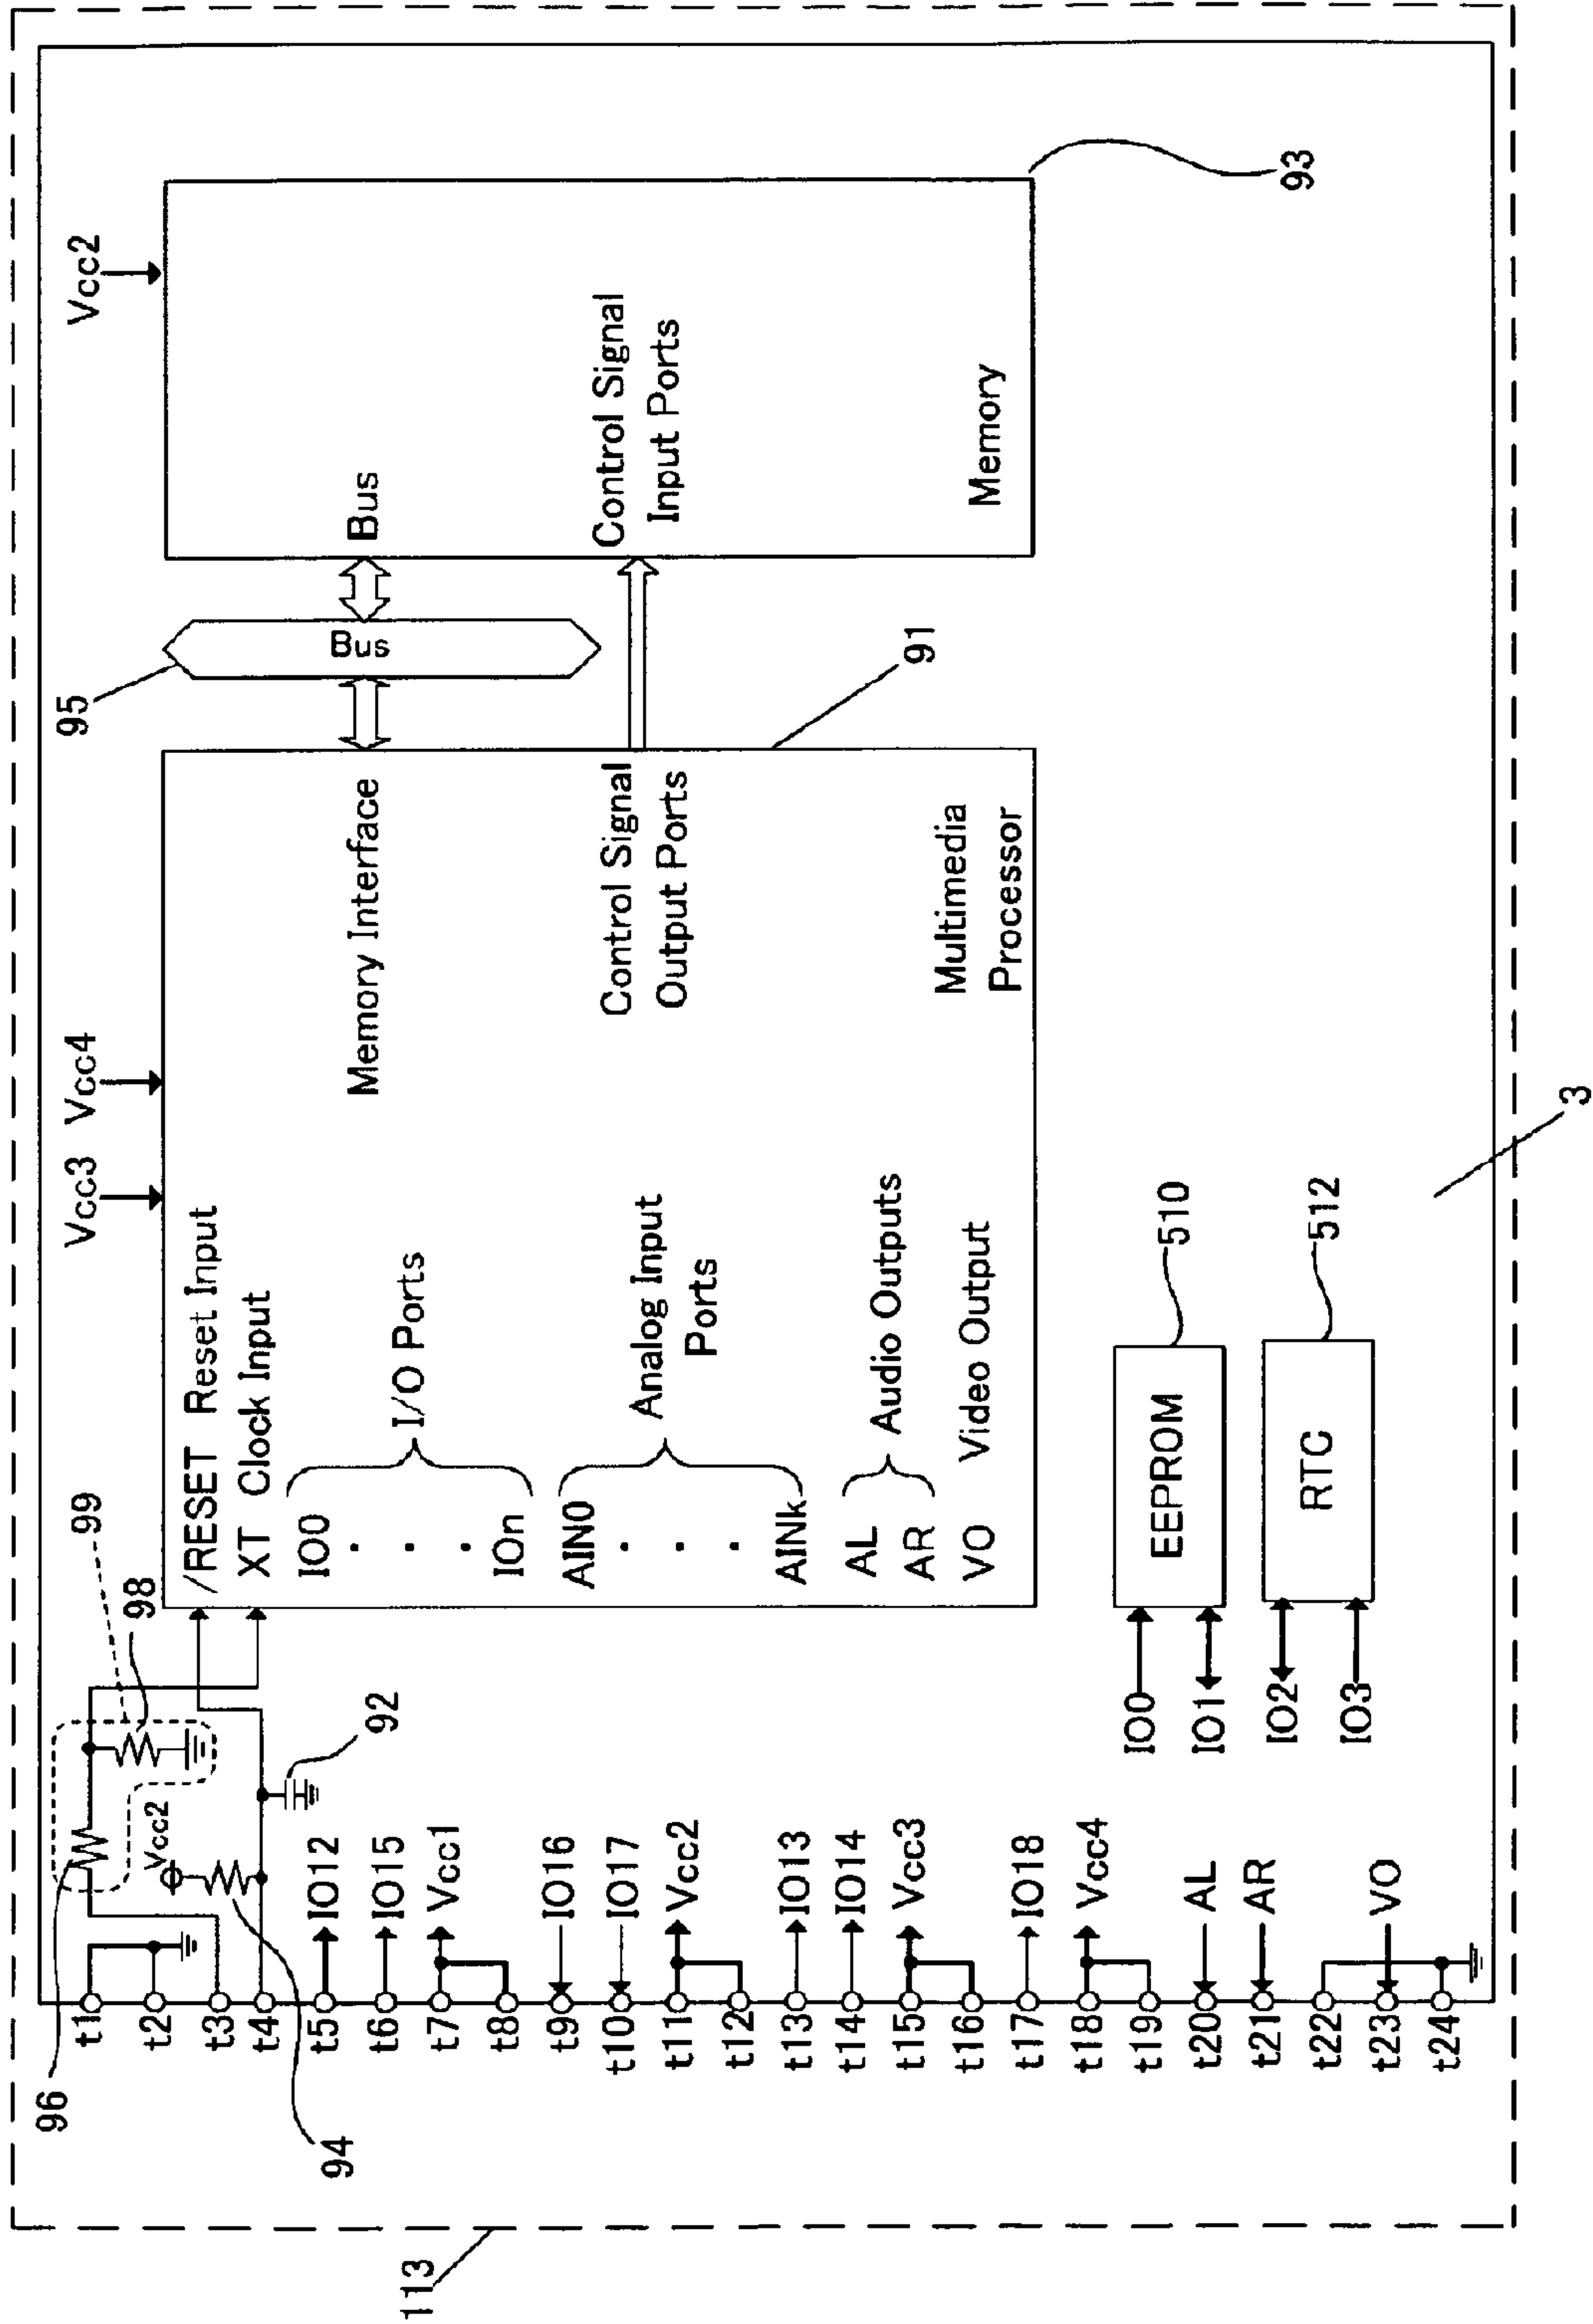 113
3
96
94
99
98
92
95
91
93
510
512
Vcc2
Vcc3
Vcc4
Vcc2
t1
t2
t3
t4
t5
IO12
t6
IO15
t7
Vcc1
t8
t9
IO16
t10
IO17
t11
Vcc2
t12
t13
IO13
t14
IO14
t15
Vcc3
t16
t17
IO18
t18
Vcc4
t19
t20
AL
t21
AR
t22
t23
VO
t24
/RESET Reset Input
XT Clock Input
IO0
I/O Ports
IOn
AIN0
Analog Input
Ports
AINk
AL
AR
Audio Outputs
VO Video Output
Memory Interface
Control Signal
Output Ports
Multimedia
Processor
Bus
Bus
Control Signal
Input Ports
Memory
IO0
IO1
EEPROM
IO2
IO3
RTC